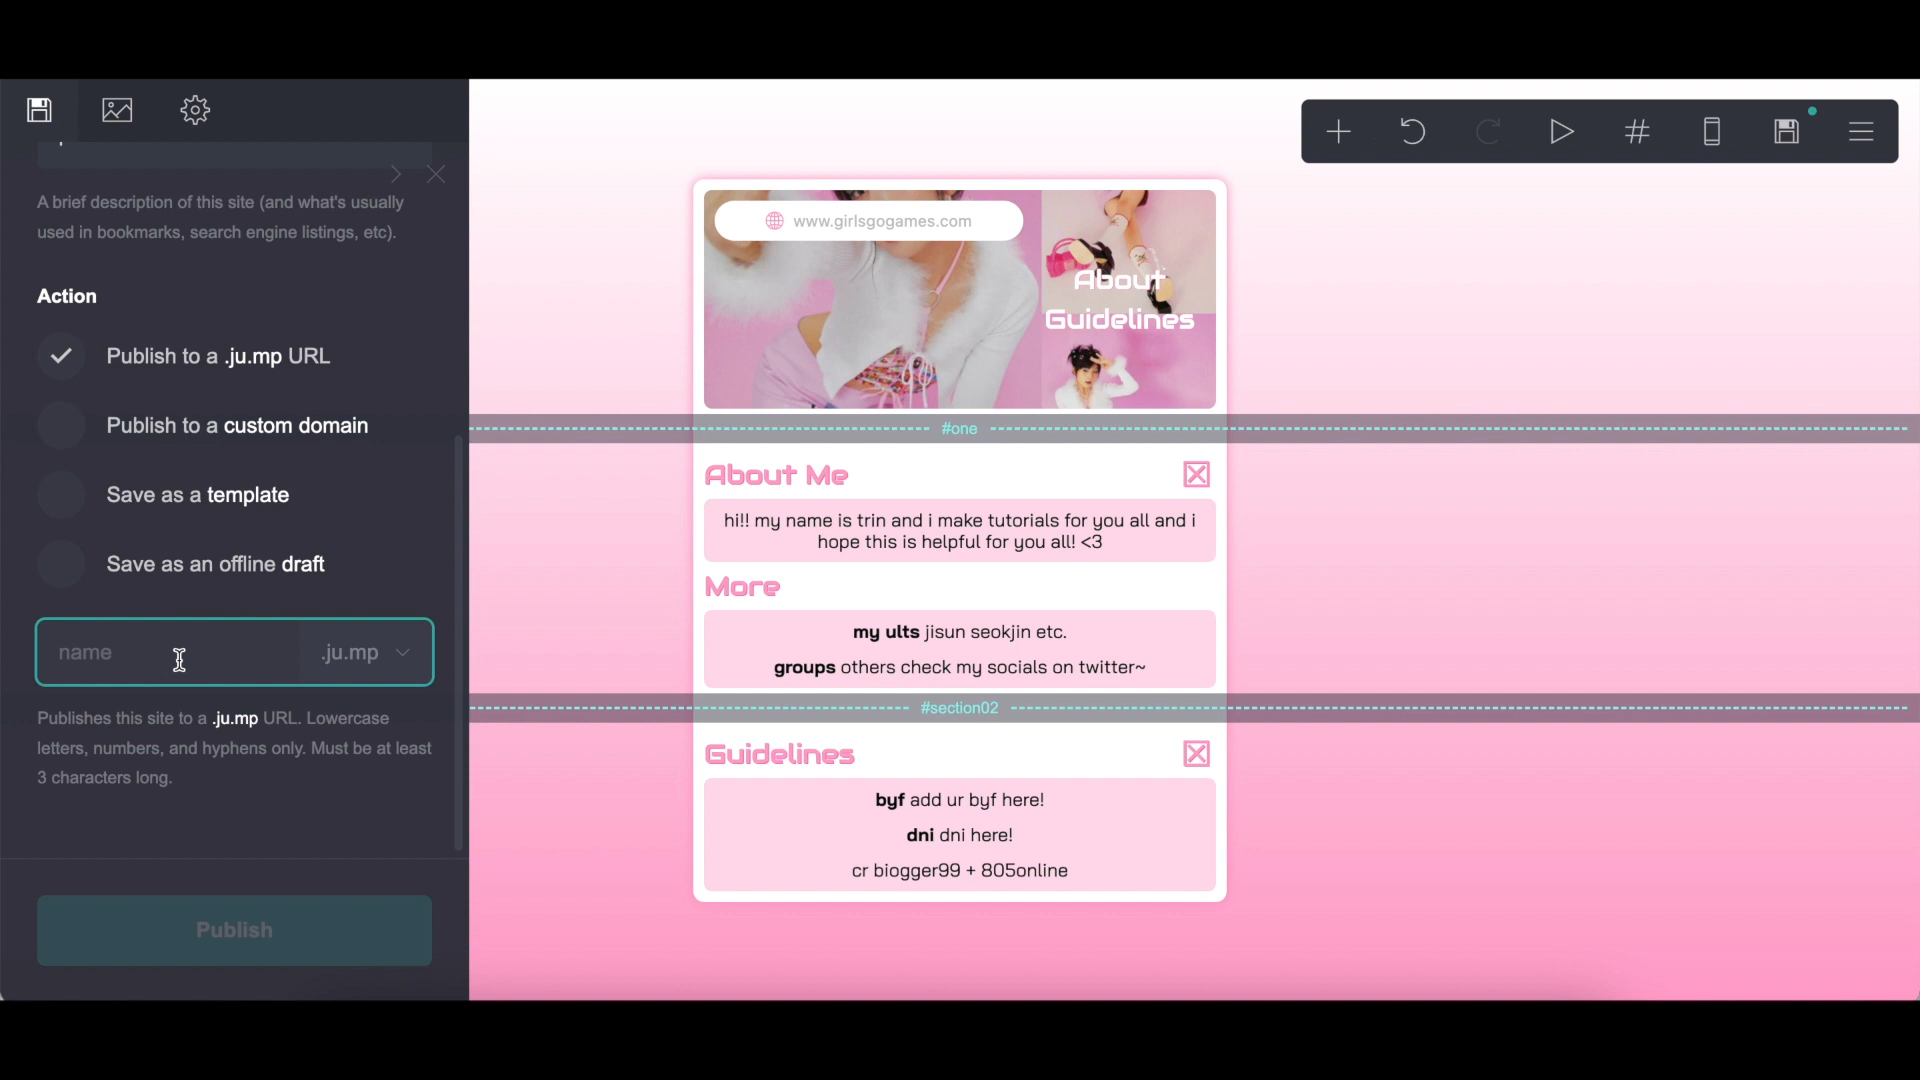 A brief description of this site (and what's usually
used in bookmarks, search engine listings, etc).
Action
Publish to a .ju.mp URL
Publish to a custom domain
Save as a template
Save as an offline draft
name
.ju.mp
Publishes this site to a .ju.mp URL. Lowercase
letters, numbers, and hyphens only. Must be at least
3 characters long.
Publish
www.girlsgogames.com
About
Guidelines
#one
About Me
hi!! my name is trin and i make tutorials for you all and i
hope this is helpful for you all! <3
More
my ults jisun seokjin etc.
groups others check my socials on twitter~
#section02
Guidelines
byf add ur byf here!
dni dni here!
cr biogger99 + 805online